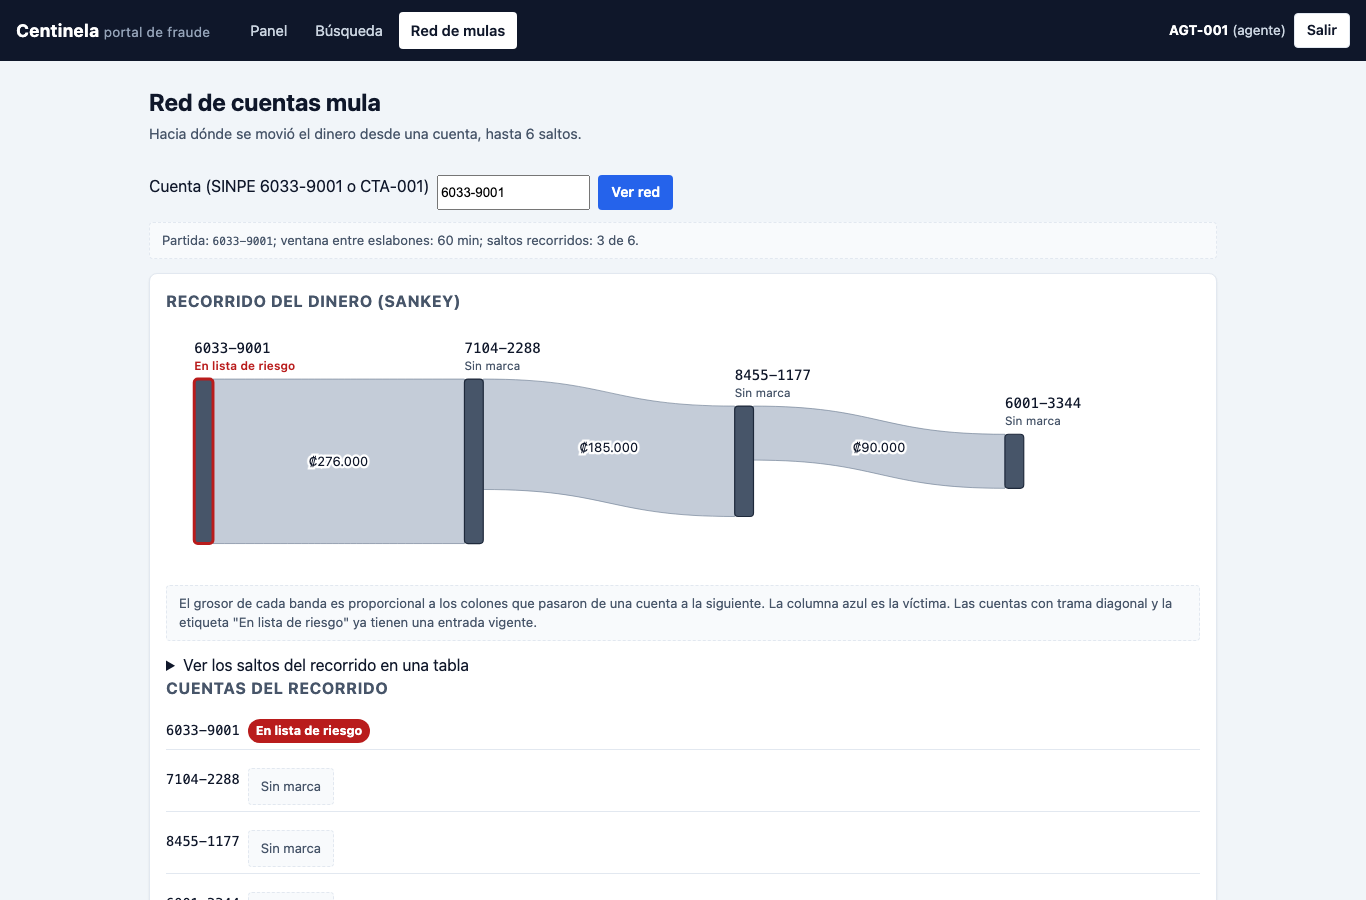 Centinela portal de fraude
Panel
Búsqueda
Red de mulas
AGT-001 (agente)
Salir
Red de cuentas mula
Hacia dónde se movió el dinero desde una cuenta, hasta 6 saltos.
Cuenta (SINPE 6033-9001 o CTA-001)
6033-9001
Ver red
Partida: 6033-9001; ventana entre eslabones: 60 min; saltos recorridos: 3 de 6.
RECORRIDO DEL DINERO (SANKEY)
6033-9001
En lista de riesgo
7104-2288
Sin marca
8455-1177
Sin marca
6001-3344
Sin marca
₡276.000
₡185.000
₡90.000
El grosor de cada banda es proporcional a los colones que pasaron de una cuenta a la siguiente. La columna azul es la víctima. Las cuentas con trama diagonal y la
etiqueta "En lista de riesgo" ya tienen una entrada vigente.
Ver los saltos del recorrido en una tabla
CUENTAS DEL RECORRIDO
6033-9001 En lista de riesgo
7104-2288 Sin marca
8455-1177 Sin marca